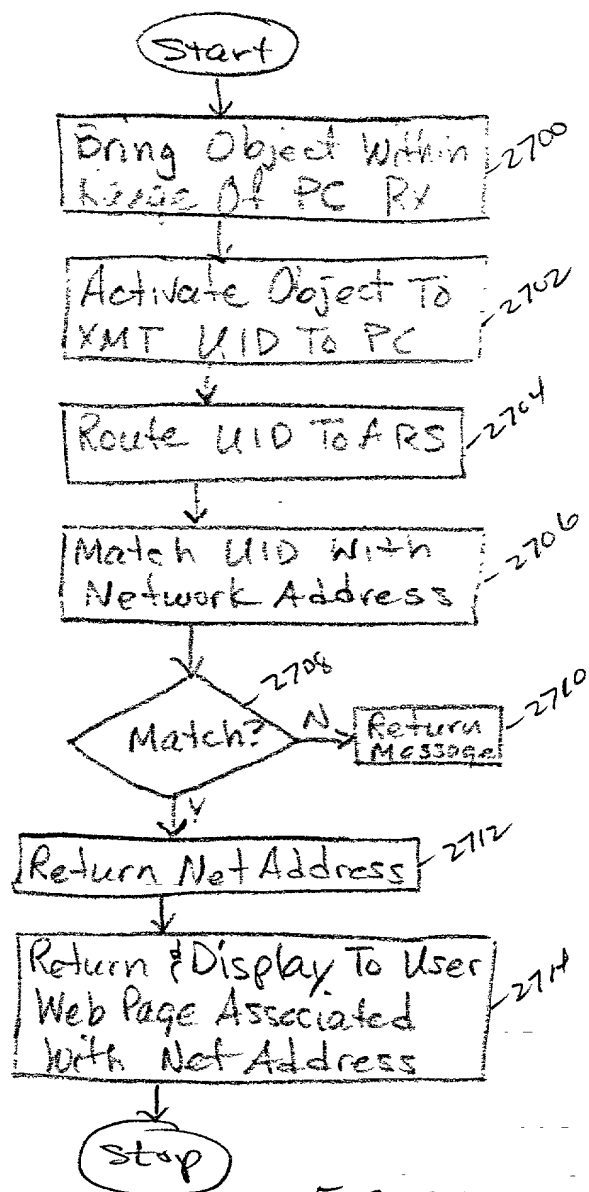 Start
Bring Object Within
Range Of PC Rx
2700
Activate Object To
XMT UID To PC
2702
Route UID To ARS
2704
Match UID With
Network Address
2706
Match?
2708
N
Return
Message
2710
Y
Return Net Address
2712
Return & Display To User
Web Page Associated
With Net Address
2714
Stop